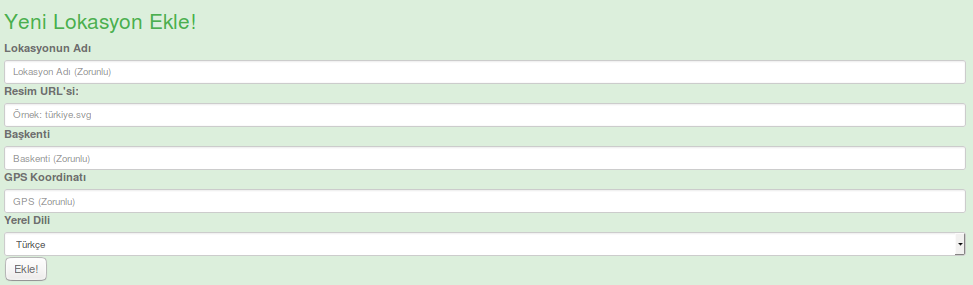 Yeni Lokasyon Ekle!
Lokasyonun Adı
Lokasyon Adı (Zorunlu)
Resim URL'si:
Örnek: türkiye.svg
Başkenti
Baskenti (Zorunlu)
GPS Koordinatı
GPS (Zorunlu)
Yerel Dili
Türkçe
Ekle!